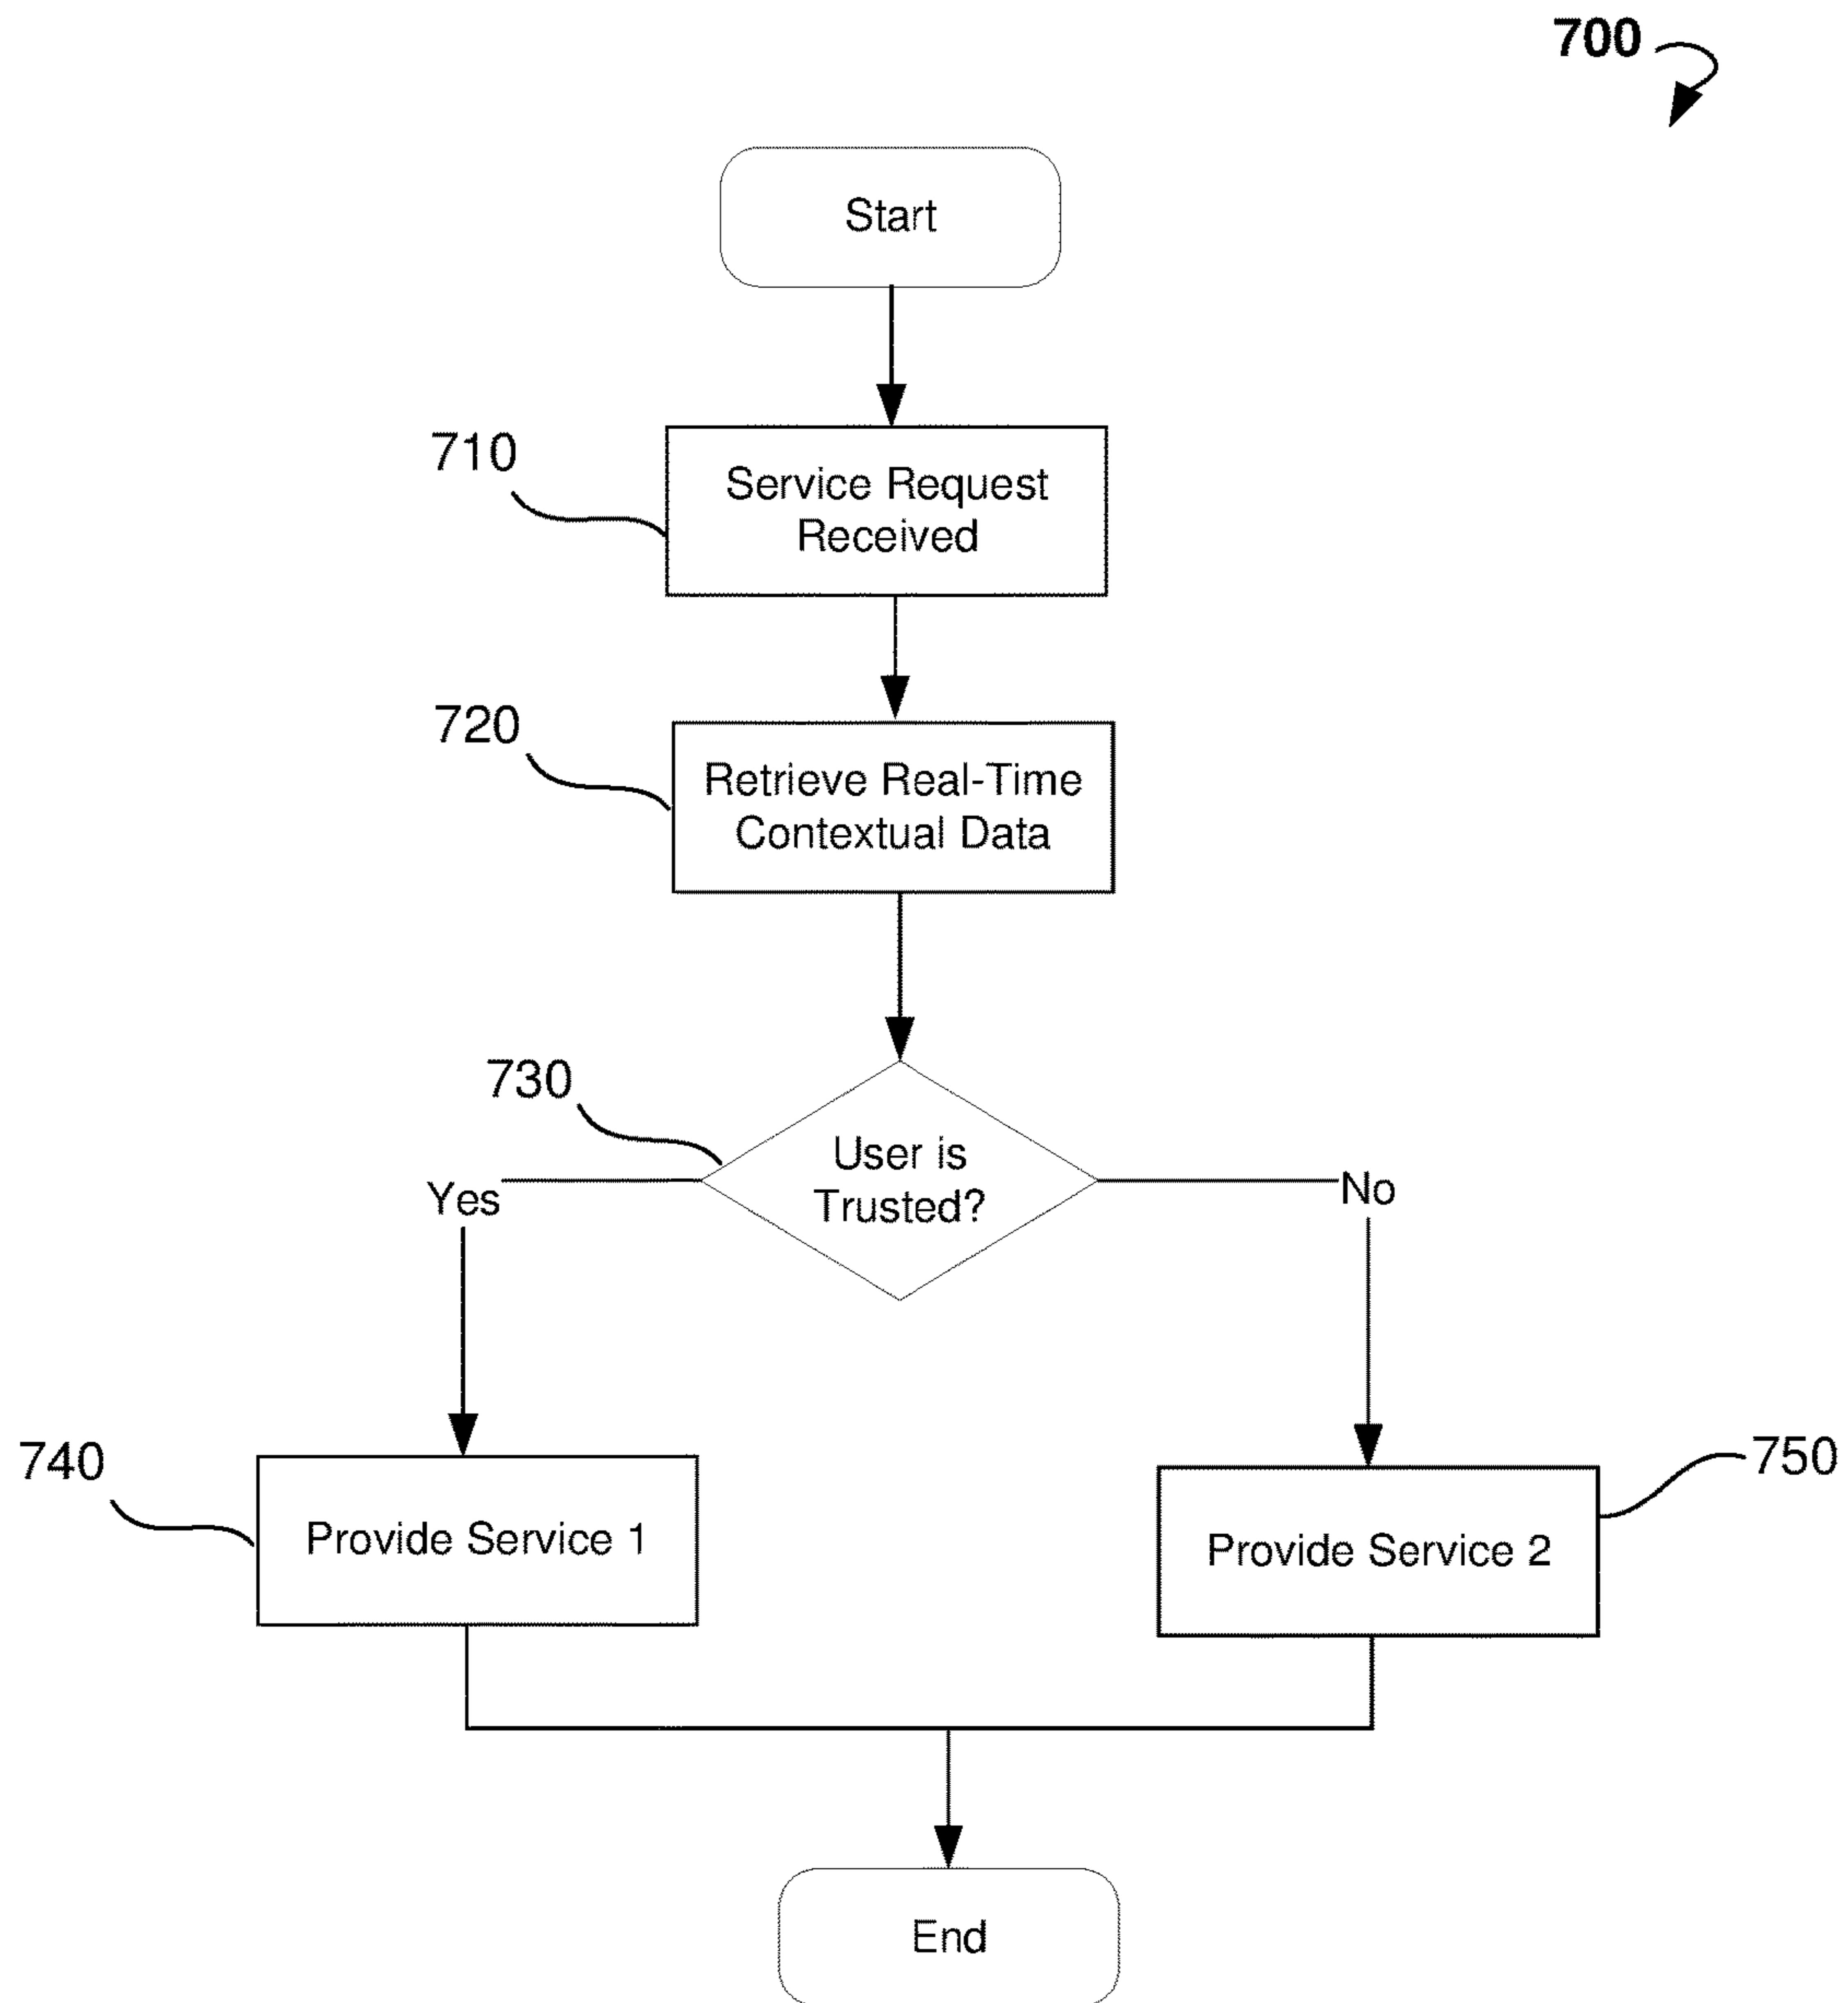 700
Start
710
Service Request
Received
720
Retrieve Real-Time
Contextual Data
730
User is
Trusted?
Yes
No
740
Provide Service 1
750
Provide Service 2
End